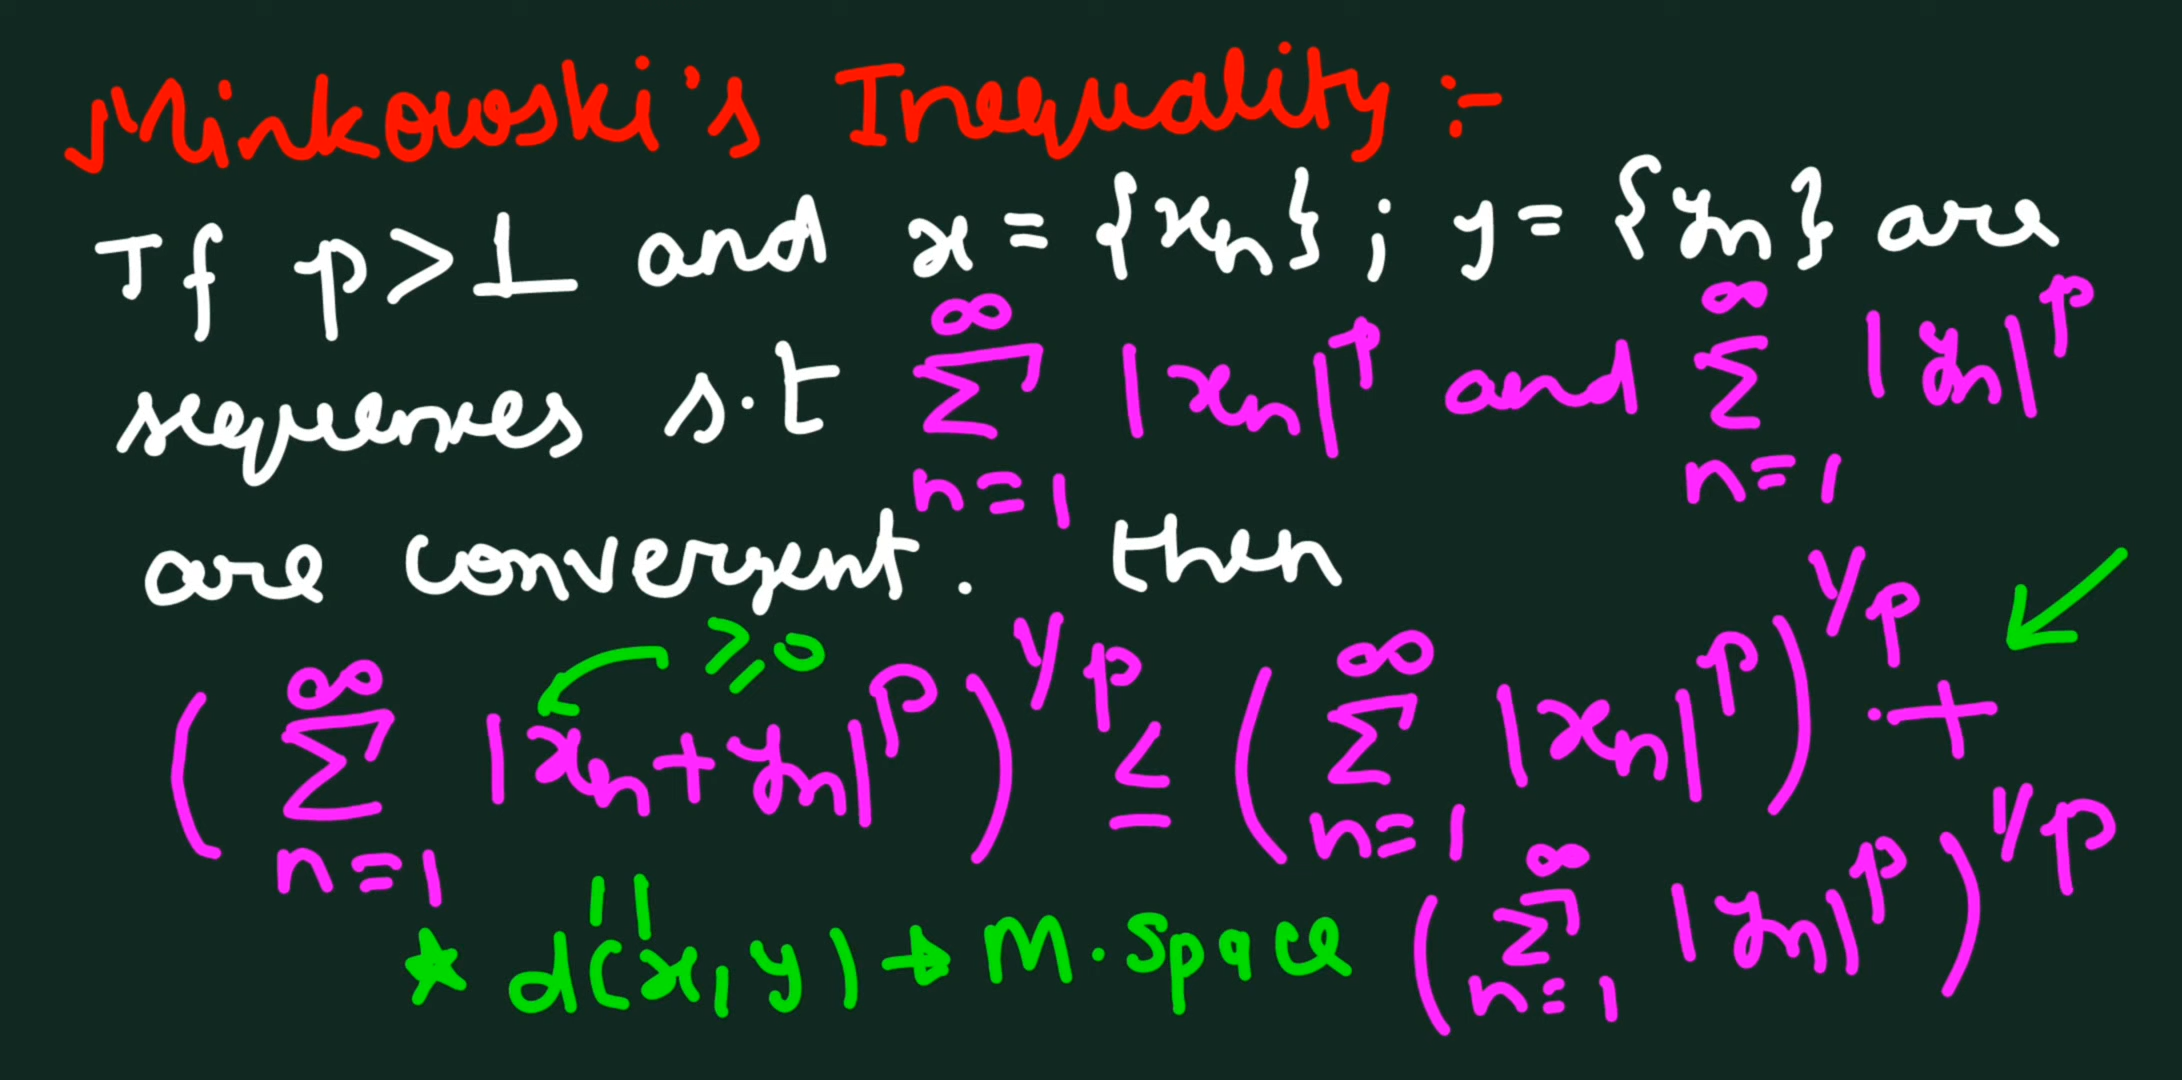 Minkowski's Inequality :-
If p > 1 and x = {xₙ} ; y = {yₙ} are
sequences s.t ∑_{n=1}^{∞} |xₙ|^p and ∑_{n=1}^{∞} |yₙ|^p
are convergent. then
≥0
(∑_{n=1}^{∞} |xₙ+yₙ|^p)^{1/p} ≤ (∑_{n=1}^{∞} |xₙ|^p)^{1/p} +
(∑_{n=1}^{∞} |yₙ|^p)^{1/p}
★ d(x,y) → M.Space